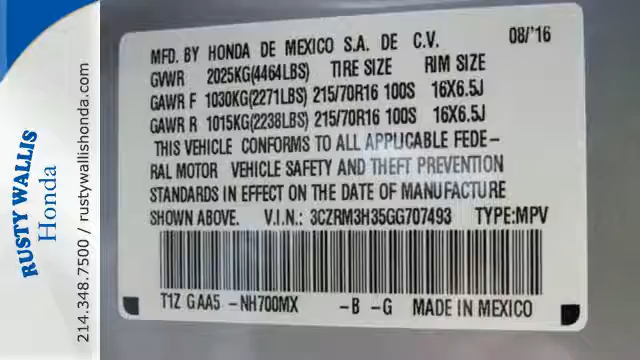 MFD. BY HONDA DE MEXICO S.A. DE C.V. 08/'16
GVWR 2025KG(4464LBS) TIRE SIZE RIM SIZE
GAWR F 1030KG(2271LBS) 215/70R16 100S 16X6.5J
GAWR R 1015KG(2238LBS) 215/70R16 100S 16X6.5J
THIS VEHICLE CONFORMS TO ALL APPLICABLE FEDE-
RAL MOTOR VEHICLE SAFETY AND THEFT PREVENTION
STANDARDS IN EFFECT ON THE DATE OF MANUFACTURE
SHOWN ABOVE. V.I.N.: 3CZRM3H35GG707493 TYPE:MPV
T1Z GAA5 -NH700MX -B -G MADE IN MEXICO
RUSTY WALLIS
Honda
214.348.7500 / rustywallishonda.com